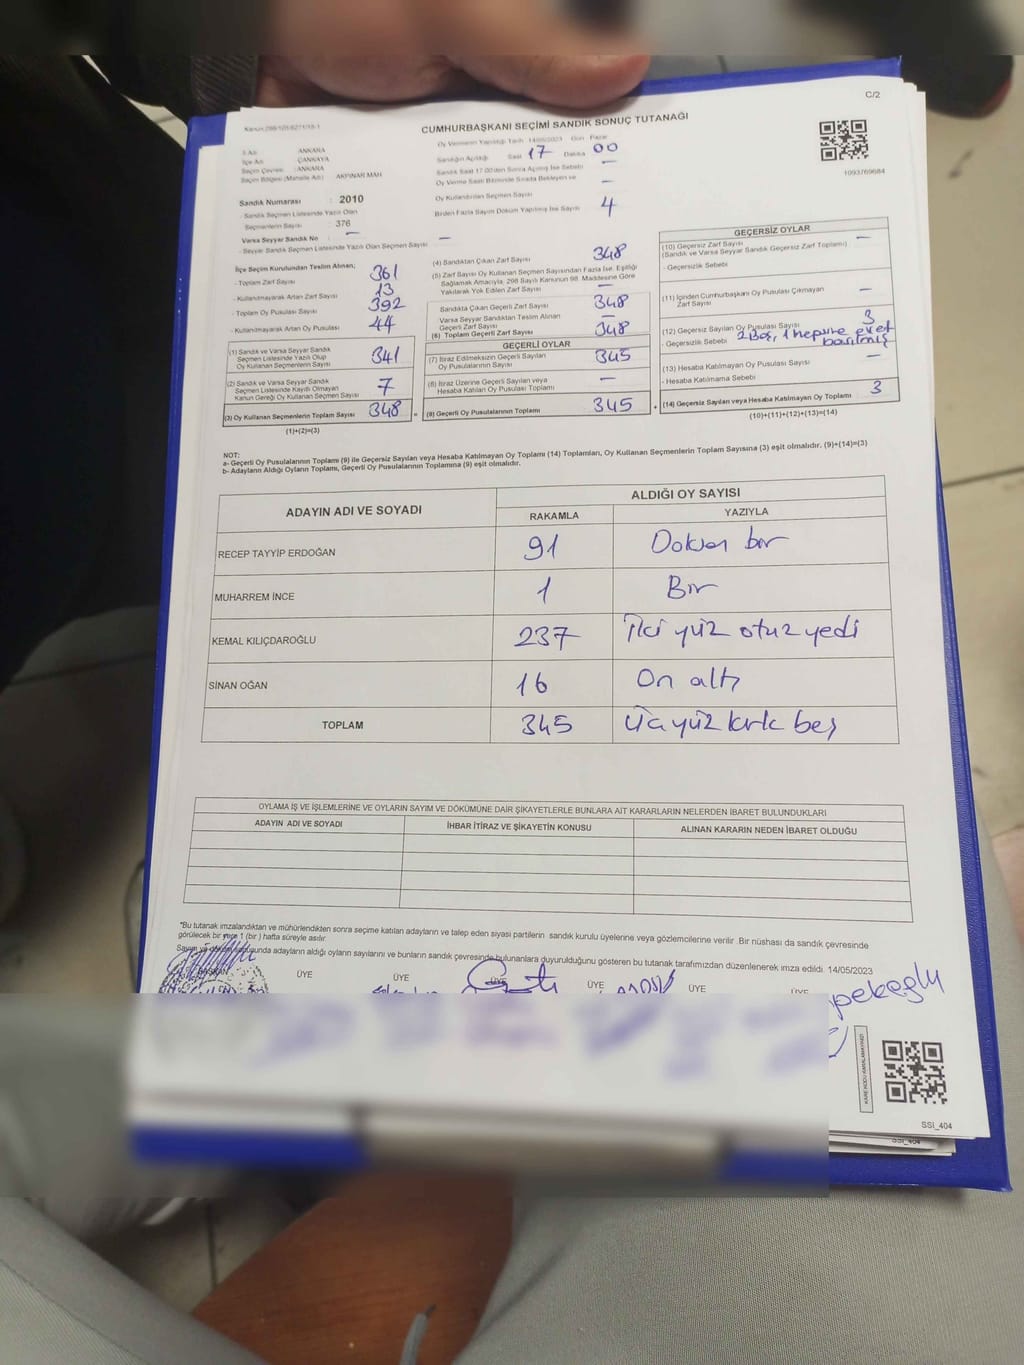 C/2
CUMHURBAŞKANI SEÇİMİ SANDIK SONUÇ TUTANAĞI
1093769684
İl Adı : ANKARA
İlçe Adı : ÇANKAYA
Seçim Çevresi : ANKARA
Seçim Bölgesi (Mahalle Adı) AKPINAR MAH
Sandık Numarası : 2010
- Sandık Seçmen Listesinde Yazılı Olan
Seçmenlerin Sayısı : 376
Varsa Seyyar Sandık No : —
- Seyyar Sandık Seçmen Listesinde Yazılı Olan Seçmen Sayısı: —
İlçe Seçim Kurulundan Teslim Alınan;
- Toplam Zarf Sayısı 361
- Kullanılmayarak Artan Zarf Sayısı 13
- Toplam Oy Pusulası Sayısı 392
- Kullanılmayarak Artan Oy Pusulası 44
(1) Sandık ve Varsa Seyyar Sandık
Seçmen Listesinde Yazılı Olup
Oy Kullanan Seçmenlerin Sayısı 341
(2) Sandık ve Varsa Seyyar Sandık
Seçmen Listesinde Kayıtlı Olmayan
Kanun Gereği Oy Kullanan Seçmen Sayısı 7
(3) Oy Kullanan Seçmenlerin Toplam Sayısı 348
(1)+(2)=(3)
Oy Vermenin Yapıldığı Tarih 14/05/2023 Gün Pazar
Sandığın Açıldığı Saat 17 Dakika 00
Sandık Saat 17.00'den Sonra Açılmış İse Sebebi —
Oy Verme Saati Bitiminde Sırada Bekleyen ve
Oy Kullandırılan Seçmen Sayısı —
Birden Fazla Sayım Döküm Yapılmış İse Sayısı 4
(4) Sandıktan Çıkan Zarf Sayısı 348
(5) Zarf Sayısı Oy Kullanan Seçmen Sayısından Fazla İse, Eşitliği
Sağlamak Amacıyla, 298 Sayılı Kanunun 98. Maddesine Göre
Yakılarak Yok Edilen Zarf Sayısı —
Sandıkta Çıkan Geçerli Zarf Sayısı 348
Varsa Seyyar Sandıktan Teslim Alınan
Geçerli Zarf Sayısı —
(6) Toplam Geçerli Zarf Sayısı 348
GEÇERLİ OYLAR
(7) İtiraz Edilmeksizin Geçerli Sayılan
Oy Pusulasının Sayısı 345
(8) İtiraz Üzerine Geçerli Sayılan veya
Hesaba Katılan Oy Pusulası Toplamı —
(9) Geçerli Oy Pusulalarının Toplamı 345
GEÇERSİZ OYLAR
(10) Geçersiz Zarf Sayısı —
(Sandık ve Varsa Seyyar Sandık Geçersiz Zarf Toplamı)
- Geçersizlik Sebebi
(11) İçinden Cumhurbaşkanı Oy Pusulası Çıkmayan
Zarf Sayısı —
(12) Geçersiz Sayılan Oy Pusulası Sayısı 3
- Geçersizlik Sebebi 2 Boş, 1 hepsine evet
basılmış
(13) Hesaba Katılmayan Oy Pusulası Sayısı —
- Hesaba Katılmama Sebebi
(14) Geçersiz Sayılan veya Hesaba Katılmayan Oy Toplamı 3
(10)+(11)+(12)+(13)=(14)
NOT:
a- Geçerli Oy Pusulalarının Toplamı (9) ile Geçersiz Sayılan veya Hesaba Katılmayan Oy Toplamı (14) Toplamları, Oy Kullanan Seçmenlerin Toplam Sayısına (3) eşit olmalıdır. (9)+(14)=(3)
b- Adayların Aldığı Oyların Toplamı, Geçerli Oy Pusulalarının Toplamına (9) eşit olmalıdır.
ADAYIN ADI VE SOYADI
ALDIĞI OY SAYISI
RAKAMLA YAZIYLA
RECEP TAYYİP ERDOĞAN 91 Doksan bir
MUHARREM İNCE 1 Bir
KEMAL KILIÇDAROĞLU 237 İki yüz otuz yedi
SİNAN OĞAN 16 On altı
TOPLAM 345 Üç yüz kırk beş
OYLAMA İŞ VE İŞLEMLERİNE VE OYLARIN SAYIM VE DÖKÜMÜNE DAİR ŞİKAYETLERLE BUNLARA AİT KARARLARIN NELERDEN İBARET BULUNDUKLARI
ADAYIN ADI VE SOYADI İHBAR İTİRAZ VE ŞİKAYETİN KONUSU ALINAN KARARIN NEDEN İBARET OLDUĞU
"Bu tutanak imzalandıktan ve mühürlendikten sonra seçime katılan adayların ve talep eden siyasi partilerin sandık kurulu üyelerine veya gözlemcilerine verilir .Bir nüshası da sandık çevresinde
görülecek bir yere 1 (bir ) hafta süreyle asılır.
Sayım ve döküm sonunda adayların aldığı oyların sayılarını ve bunların sandık çevresinde bulunanlara duyurulduğunu gösteren bu tutanak tarafımızdan düzenlenerek imza edildi. 14/05/2023
BAŞKAN ÜYE ÜYE ÜYE ÜYE ÜYE ÜYE
SSİ_404